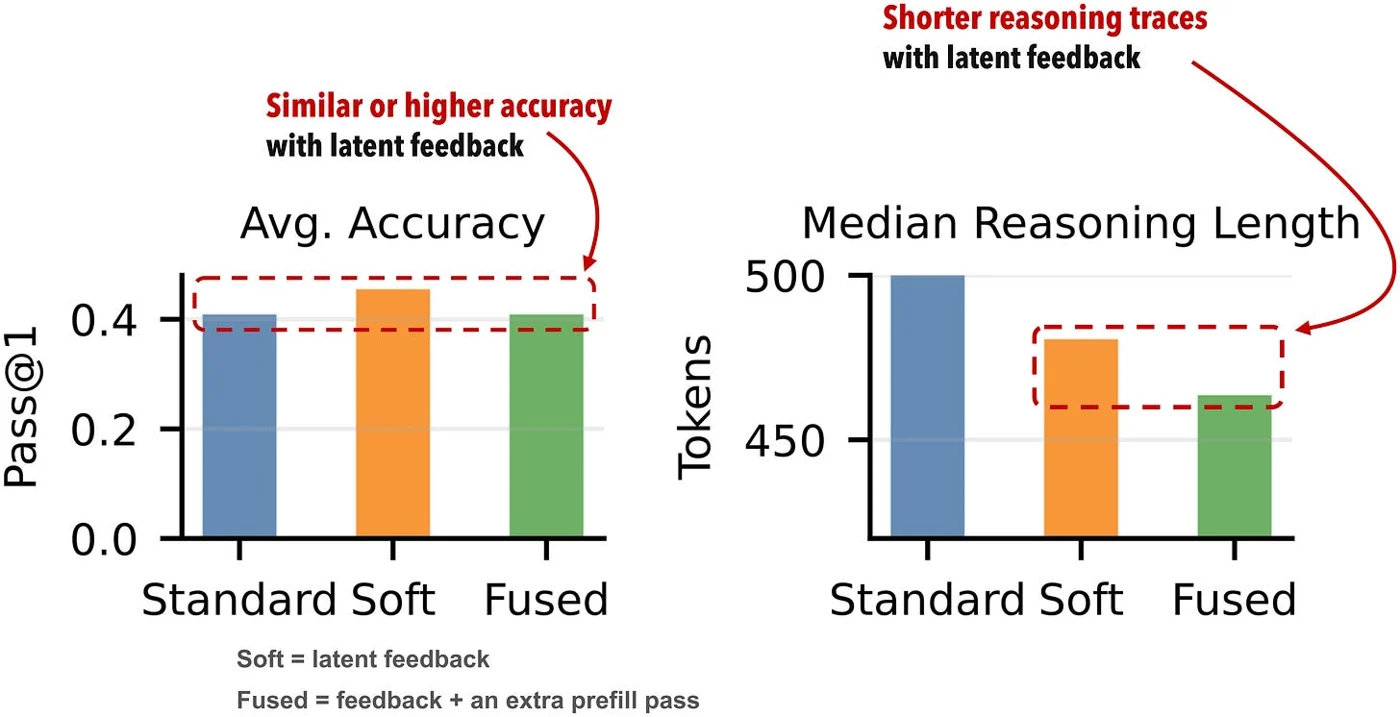 Shorter reasoning traces
with latent feedback
Similar or higher accuracy
with latent feedback
Avg. Accuracy
Pass@1
0.4
0.2
0.0
Standard Soft Fused
Median Reasoning Length
Tokens
500
450
Standard Soft Fused
Soft = latent feedback
Fused = feedback + an extra prefill pass